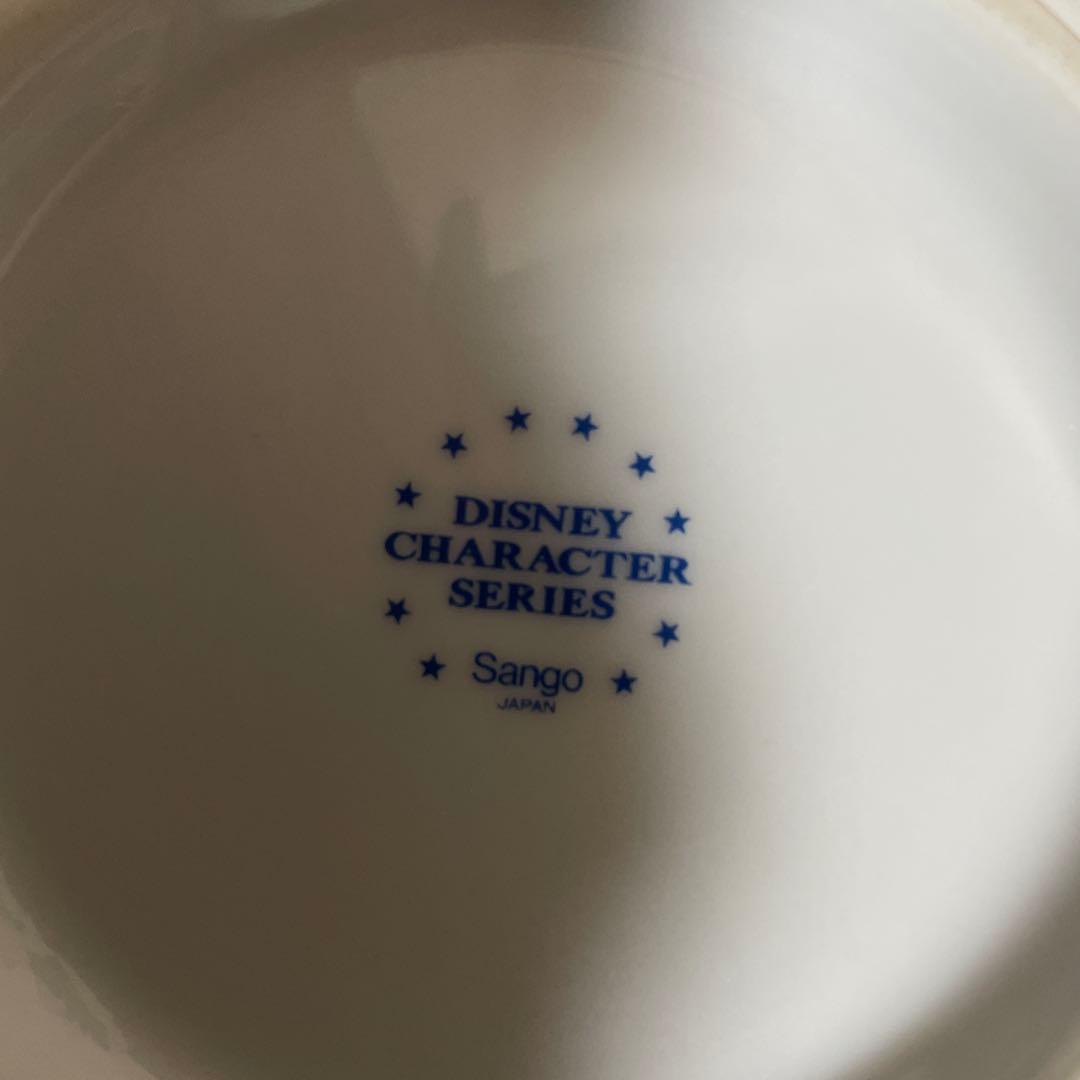 DISNEY
CHARACTER
SERIES
Sango
JAPAN